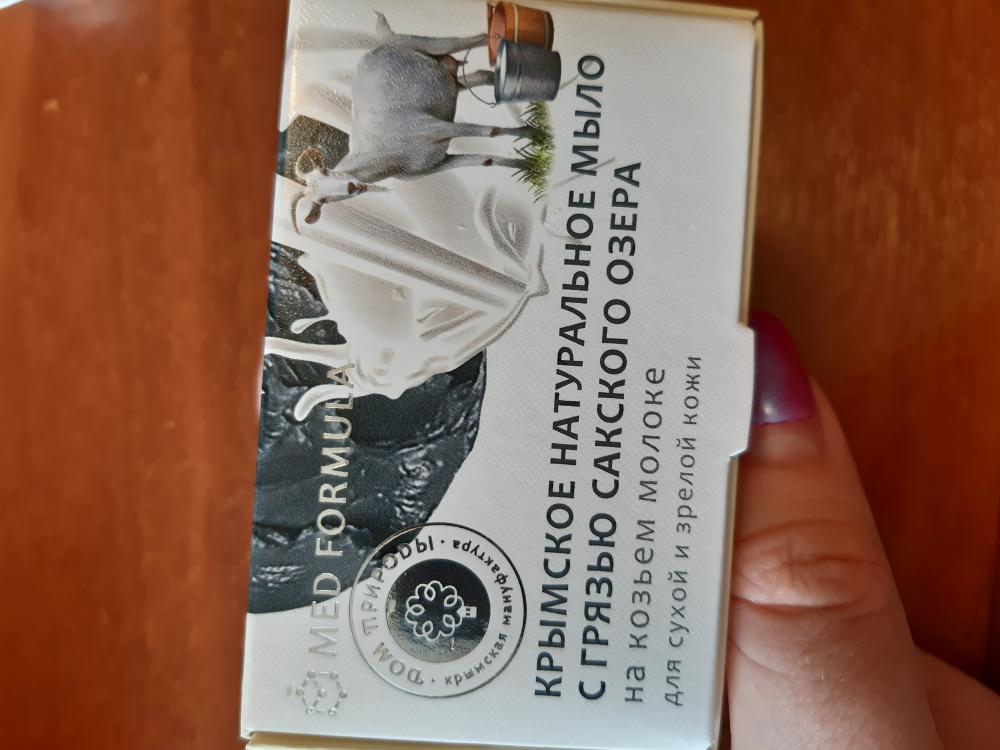 MED FORMULA
ДОМ ПРИРОДЫ
• крымская мануфактура •
КРЫМСКОЕ НАТУРАЛЬНОЕ МЫЛО
С ГРЯЗЬЮ САКСКОГО ОЗЕРА
на козьем молоке
для сухой и зрелой кожи